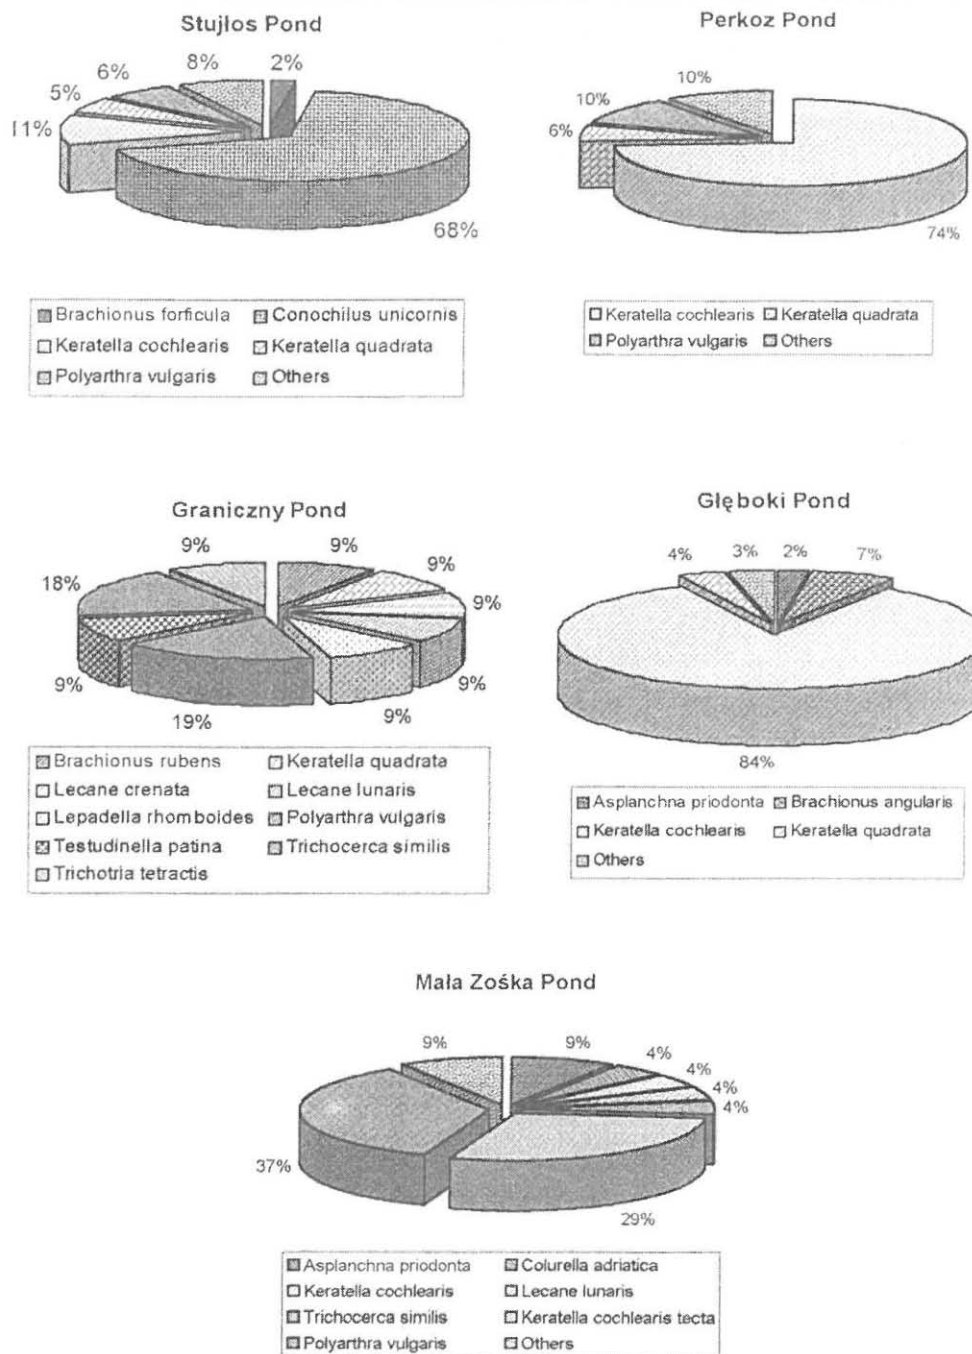 Stujłos Pond
8% 2%
6%
5%
11%
68%
Brachionus forficula Conochilus unicornis
Keratella cochlearis Keratella quadrata
Polyarthra vulgaris Others
Perkoz Pond
10%
10%
6%
74%
Keratella cochlearis Keratella quadrata
Polyarthra vulgaris Others
Graniczny Pond
9% 9%
9%
18%
9%
9%
9%
9%
19%
Brachionus rubens Keratella quadrata
Lecane crenata Lecane lunaris
Lepadella rhomboides Polyarthra vulgaris
Testudinella patina Trichocerca similis
Trichotria tetractis
Głęboki Pond
4% 3% 2% 7%
84%
Asplanchna priodonta Brachionus angularis
Keratella cochlearis Keratella quadrata
Others
Mała Zośka Pond
9% 9%
4%
4%
4%
4%
37%
29%
Asplanchna priodonta Colurella adriatica
Keratella cochlearis Lecane lunaris
Trichocerca similis Keratella cochlearis tecta
Polyarthra vulgaris Others